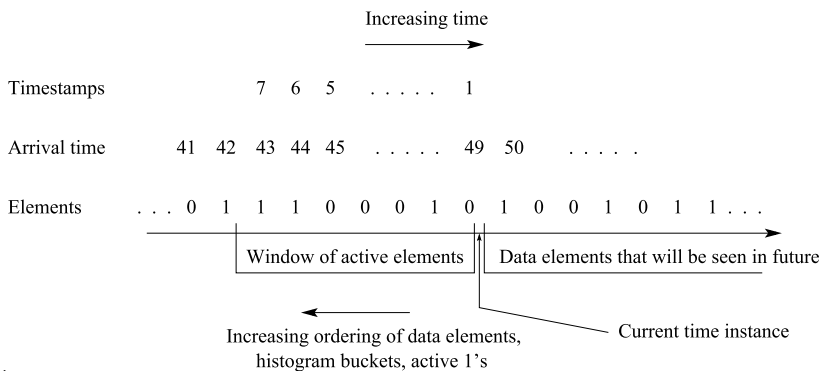 Increasing time
Timestamps 7 6 5 . . . . . 1
Arrival time 41 42 43 44 45 . . . . . 49 50 . . . . .
Elements . . . 0 1 1 1 0 0 0 1 0 1 0 0 1 0 1 1 . . .
Window of active elements Data elements that will be seen in future
Increasing ordering of data elements,
histogram buckets, active 1's
Current time instance